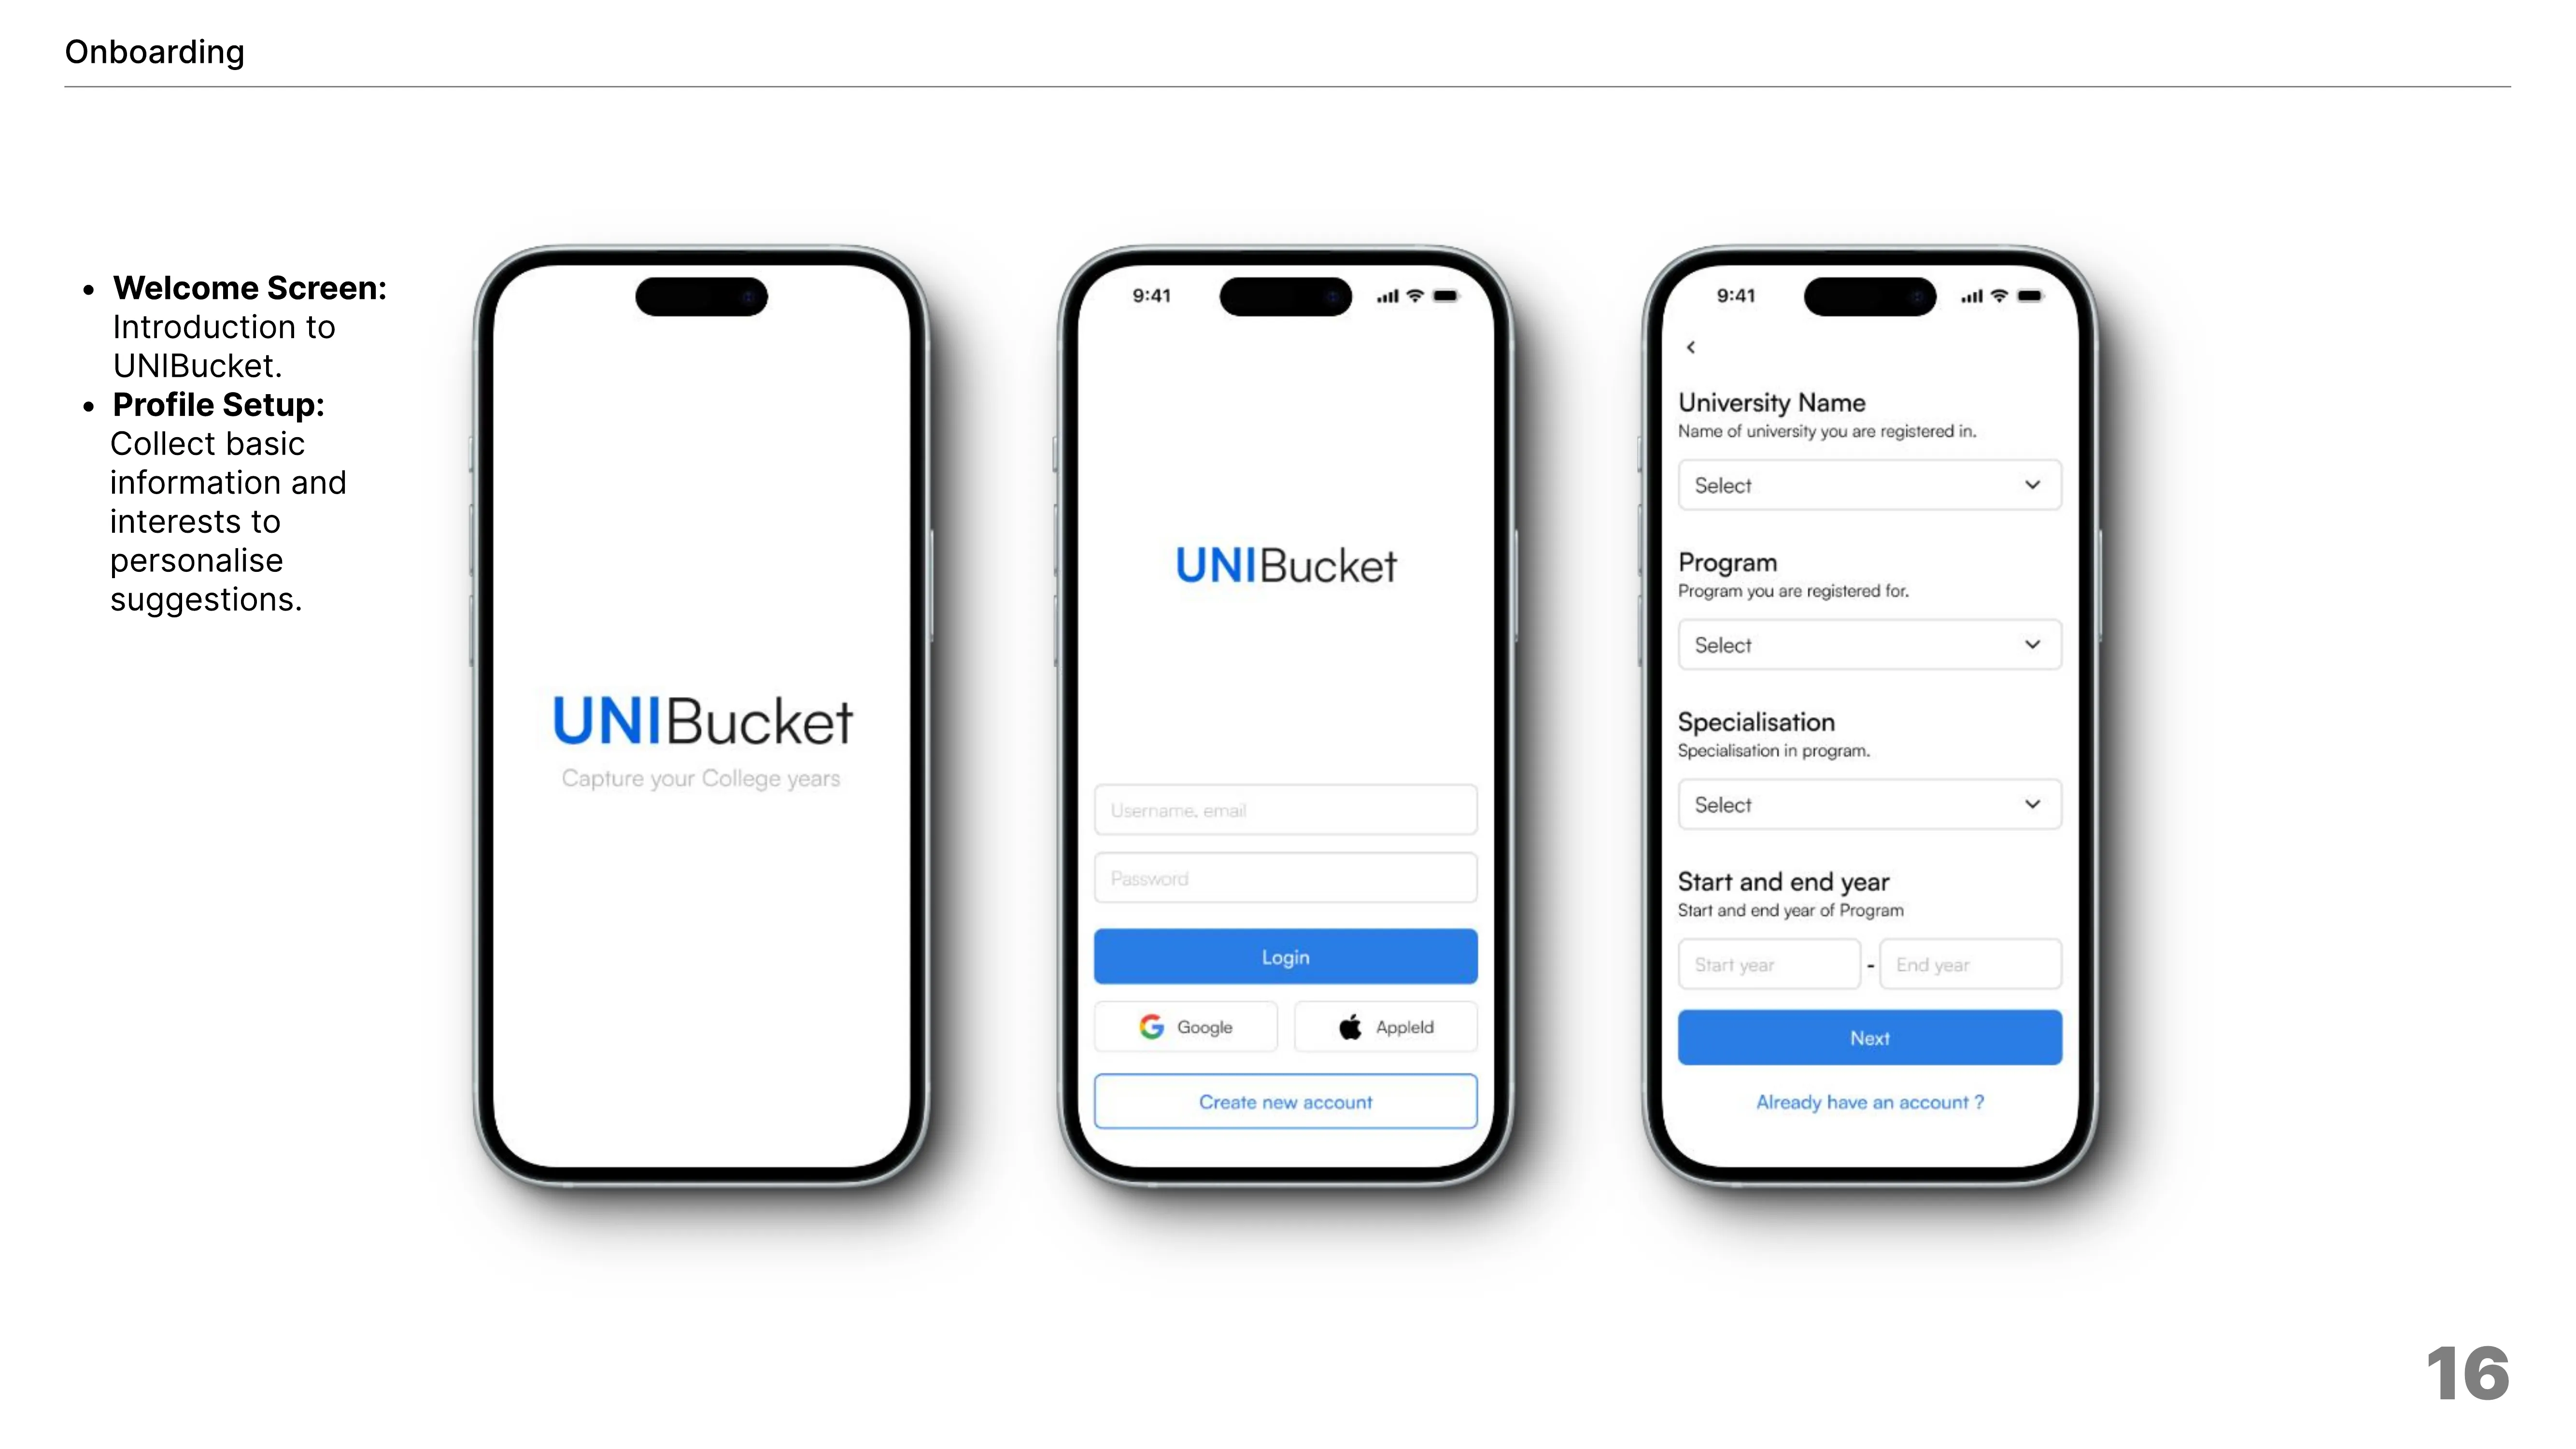 Onboarding
• Welcome Screen:
Introduction to
UNIBucket.
• Profile Setup:
Collect basic
information and
interests to
personalise
suggestions.
UNIBucket
Capture your College years
9:41
UNIBucket
Username, email
Password
Login
Google
AppleId
Create new account
9:41
University Name
Name of university you are registered in.
Select
Program
Program you are registered for.
Select
Specialisation
Specialisation in program.
Select
Start and end year
Start and end year of Program
Start year - End year
Next
Already have an account ?
16